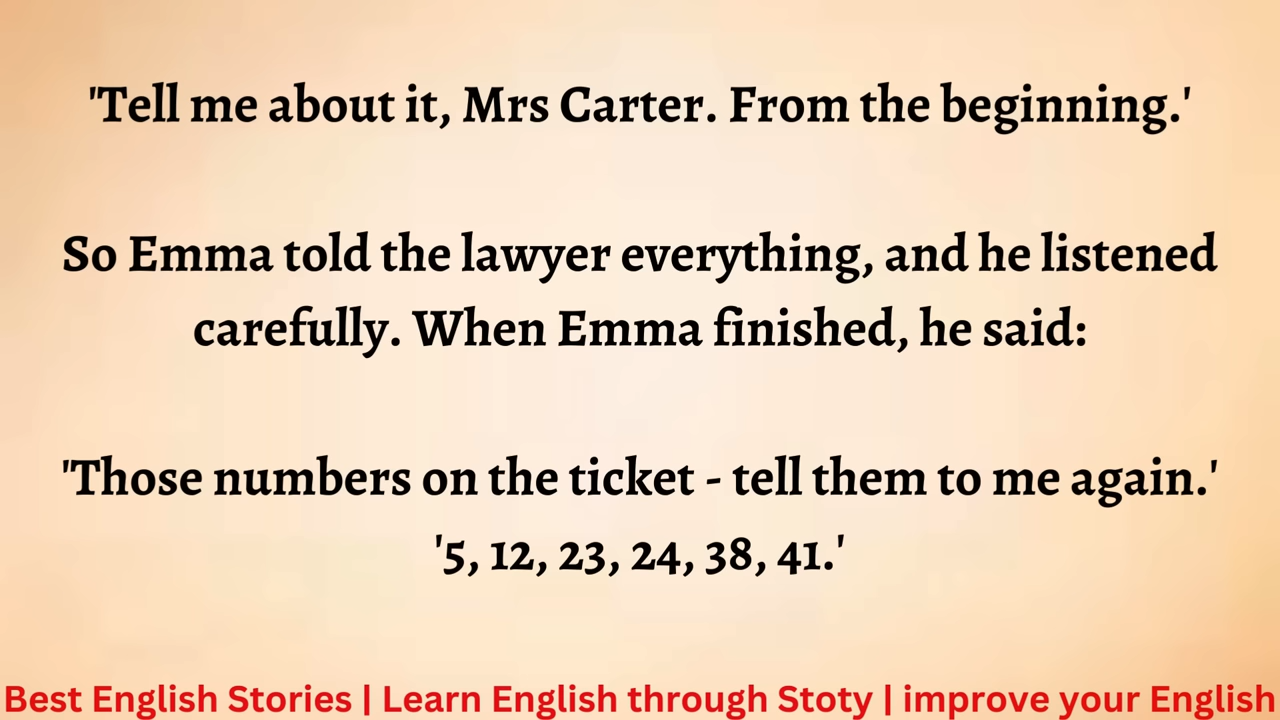 'Tell me about it, Mrs Carter. From the beginning.'
So Emma told the lawyer everything, and he listened
carefully. When Emma finished, he said:
'Those numbers on the ticket - tell them to me again.'
'5, 12, 23, 24, 38, 41.'
Best English Stories | Learn English through Stoty | improve your English